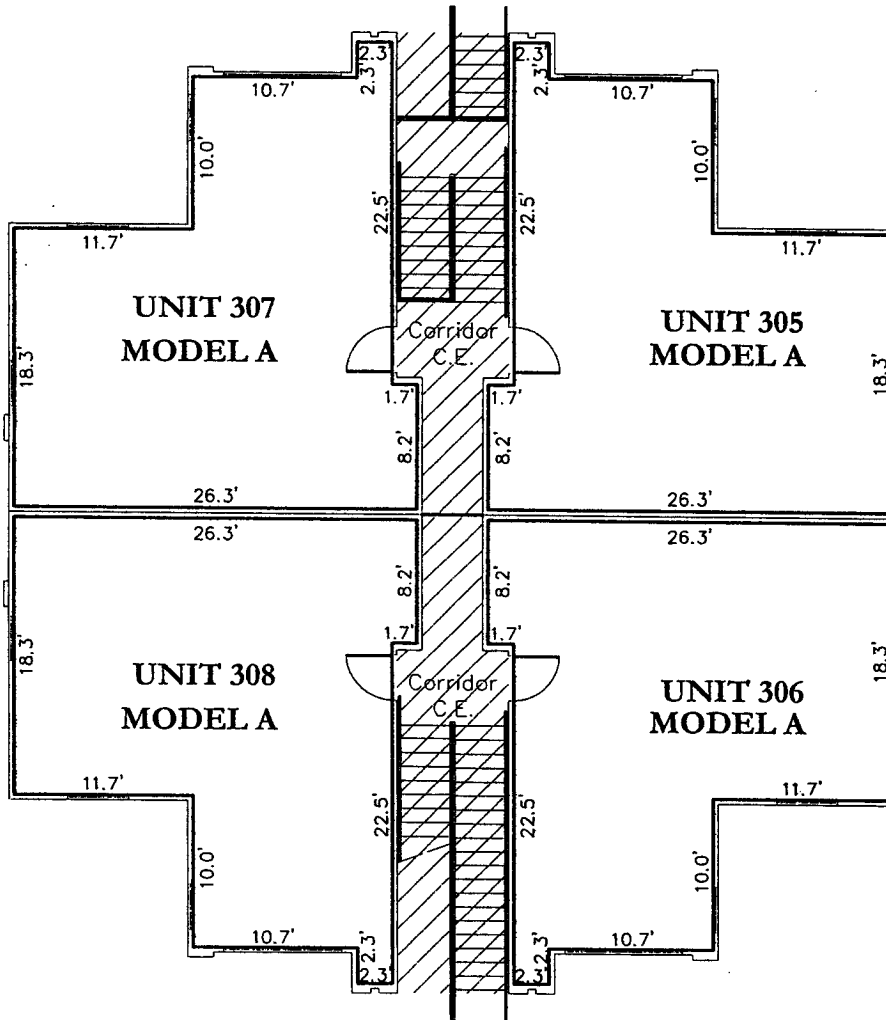 2.3' 2.3'
2.3' 2.3'
10.7' 10.7'
10.0' 10.0'
22.5' 22.5'
11.7' 11.7'
UNIT 307
MODEL A
UNIT 305
MODEL A
Corridor
C.E.
18.3' 18.3'
1.7' 1.7'
8.2' 8.2'
26.3' 26.3'
26.3' 26.3'
8.2' 8.2'
1.7' 1.7'
18.3' 18.3'
UNIT 308
MODEL A
Corridor
C.E.
UNIT 306
MODEL A
11.7' 11.7'
22.5' 22.5'
10.0' 10.0'
10.7' 10.7'
2.3' 2.3'
2.3' 2.3'